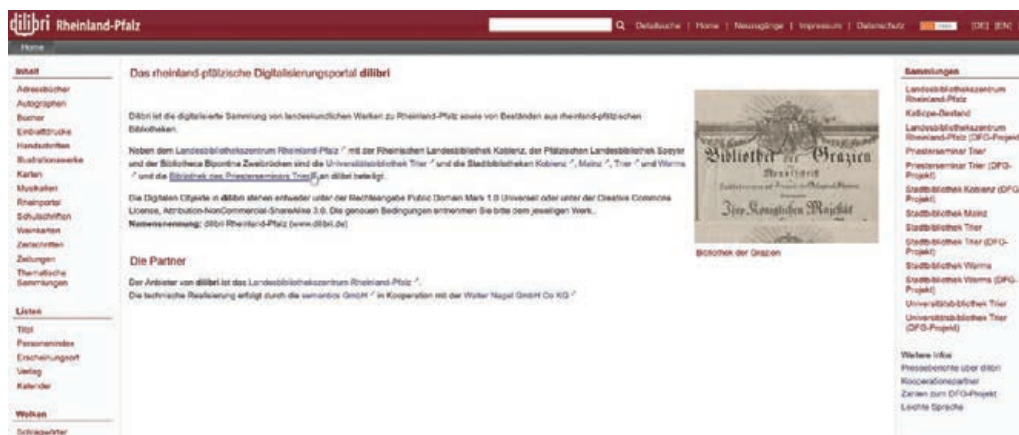 dilibri Rheinland-Pfalz
Detailsuche | Home | Neuzugänge | Impressum | Datenschutz [DE] [EN]
Home
Inhalt
Adressbücher
Autographen
Bücher
Einblattdrucke
Handschriften
Illustrationswerke
Karten
Musikalien
Rheinportal
Schulschriften
Weinkarten
Zeitschriften
Zeitungen
Thematische
Sammlungen
Listen
Titel
Personenindex
Erscheinungsort
Verlag
Kalender
Wolken
Schlagwörter
Das rheinland-pfälzische Digitalisierungsportal dilibri
Dilibri ist die digitalisierte Sammlung von landeskundlichen Werken zu Rheinland-Pfalz sowie von Beständen aus rheinland-pfälzischen
Bibliotheken.
Neben dem Landesbibliothekszentrum Rheinland-Pfalz mit der Rheinischen Landesbibliothek Koblenz, der Pfälzischen Landesbibliothek Speyer
und der Bibliotheca Bipontina Zweibrücken sind die Universitätsbibliothek Trier und die Stadtbibliotheken Koblenz, Mainz, Trier und Worms
und die Bibliothek des Priesterseminars Trier an dilibri beteiligt.
Die Digitalen Objekte in dilibri stehen entweder unter der Rechteangabe Public Domain Mark 1.0 Universell oder unter der Creative Commons
License, Attribution-NonCommercial-ShareAlike 3.0. Die genauen Bedingungen entnehmen Sie bitte dem jeweiligen Werk.
Namensnennung: dilibri Rheinland-Pfalz (www.dilibri.de)
Die Partner
Der Anbieter von dilibri ist das Landesbibliothekszentrum Rheinland-Pfalz.
Die technische Realisierung erfolgt durch die semantics GmbH in Kooperation mit der Walter Nagel GmbH Co KG
Bibliothek der Grazien
Monatschrift
Ihro Königlichen Majestät
Bibliothek der Grazien
Sammlungen
Landesbibliothekszentrum
Rheinland-Pfalz
Kalliope-Bestand
Landesbibliothekszentrum
Rheinland-Pfalz (DFG-Projekt)
Priesterseminar Trier
Priesterseminar Trier (DFG-
Projekt)
Stadtbibliothek Koblenz (DFG-
Projekt)
Stadtbibliothek Mainz
Stadtbibliothek Trier
Stadtbibliothek Trier (DFG-
Projekt)
Stadtbibliothek Worms
Stadtbibliothek Worms (DFG-
Projekt)
Universitätsbibliothek Trier
Universitätsbibliothek Trier
(DFG-Projekt)
Weitere Infos
Presseberichte über dilibri
Kooperationspartner
Zahlen zum DFG-Projekt
Leichte Sprache